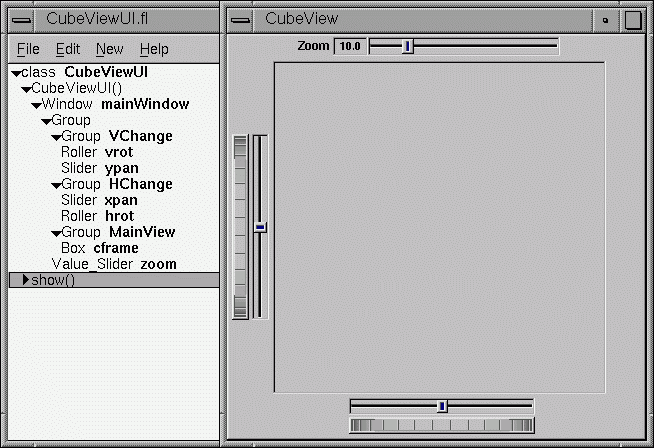 CubeViewUI.fl
File Edit New Help
class CubeViewUI
CubeViewUI()
Window mainWindow
Group
Group VChange
Roller vrot
Slider ypan
Group HChange
Slider xpan
Roller hrot
Group MainView
Box cframe
Value_Slider zoom
show()
CubeView
Zoom 10.0